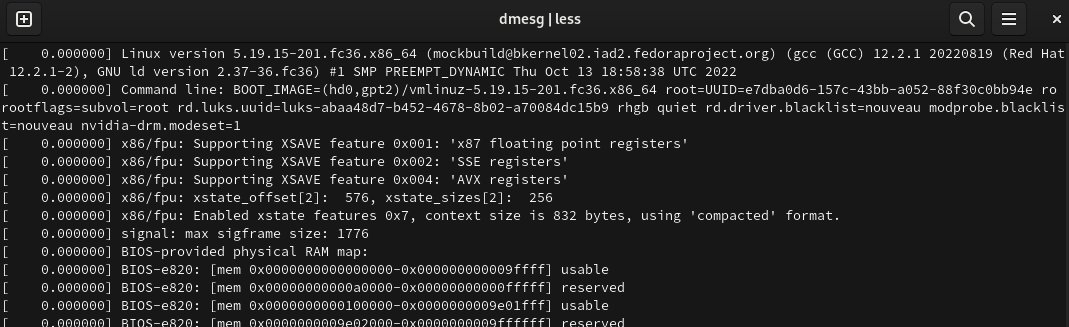 dmesg | less
[    0.000000] Linux version 5.19.15-201.fc36.x86_64 (mockbuild@bkernel02.iad2.fedoraproject.org) (gcc (GCC) 12.2.1 20220819 (Red Hat
 12.2.1-2), GNU ld version 2.37-36.fc36) #1 SMP PREEMPT_DYNAMIC Thu Oct 13 18:58:38 UTC 2022
[    0.000000] Command line: BOOT_IMAGE=(hd0,gpt2)/vmlinuz-5.19.15-201.fc36.x86_64 root=UUID=e7dba0d6-157c-43bb-a052-88f30c0bb94e ro
rootflags=subvol=root rd.luks.uuid=luks-abaa48d7-b452-4678-8b02-a70084dc15b9 rhgb quiet rd.driver.blacklist=nouveau modprobe.blacklis
t=nouveau nvidia-drm.modeset=1
[    0.000000] x86/fpu: Supporting XSAVE feature 0x001: 'x87 floating point registers'
[    0.000000] x86/fpu: Supporting XSAVE feature 0x002: 'SSE registers'
[    0.000000] x86/fpu: Supporting XSAVE feature 0x004: 'AVX registers'
[    0.000000] x86/fpu: xstate_offset[2]:  576, xstate_sizes[2]:  256
[    0.000000] x86/fpu: Enabled xstate features 0x7, context size is 832 bytes, using 'compacted' format.
[    0.000000] signal: max sigframe size: 1776
[    0.000000] BIOS-provided physical RAM map:
[    0.000000] BIOS-e820: [mem 0x0000000000000000-0x000000000009ffff] usable
[    0.000000] BIOS-e820: [mem 0x00000000000a0000-0x00000000000fffff] reserved
[    0.000000] BIOS-e820: [mem 0x0000000000100000-0x0000000009e01fff] usable
[    0.000000] BIOS-e820: [mem 0x0000000009e02000-0x0000000009ffffff] reserved